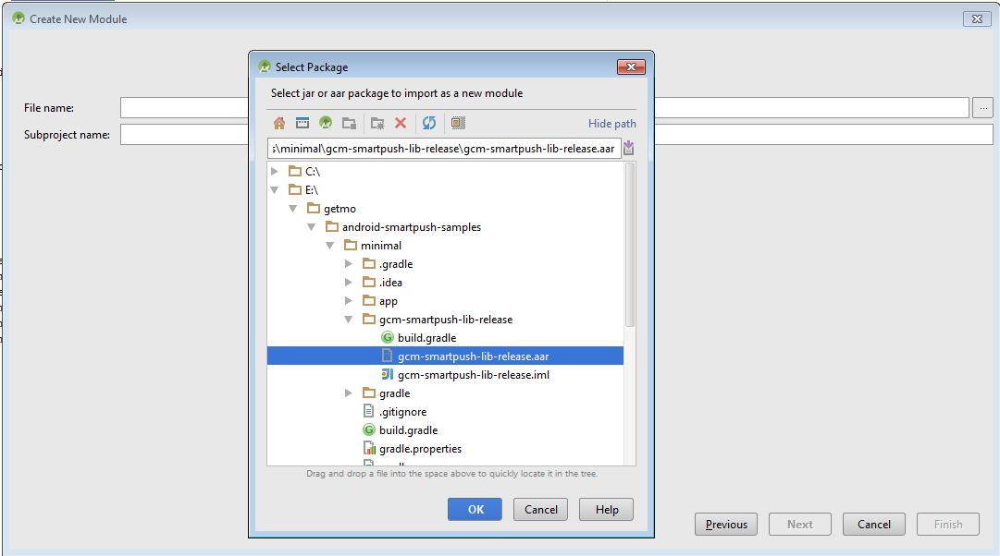 Create New Module
Select Package
Select jar or aar package to import as a new module
File name:
...
Subproject name:
Hide path
\minimal\gcm-smartpush-lib-release\gcm-smartpush-lib-release.aar
C:\
E:\
getmo
android-smartpush-samples
minimal
.gradle
.idea
app
gcm-smartpush-lib-release
build.gradle
gcm-smartpush-lib-release.aar
gcm-smartpush-lib-release.iml
gradle
.gitignore
build.gradle
gradle.properties
Drag and drop a file into the space above to quickly locate it in the tree.
OK Cancel Help
Previous Next Cancel Finish